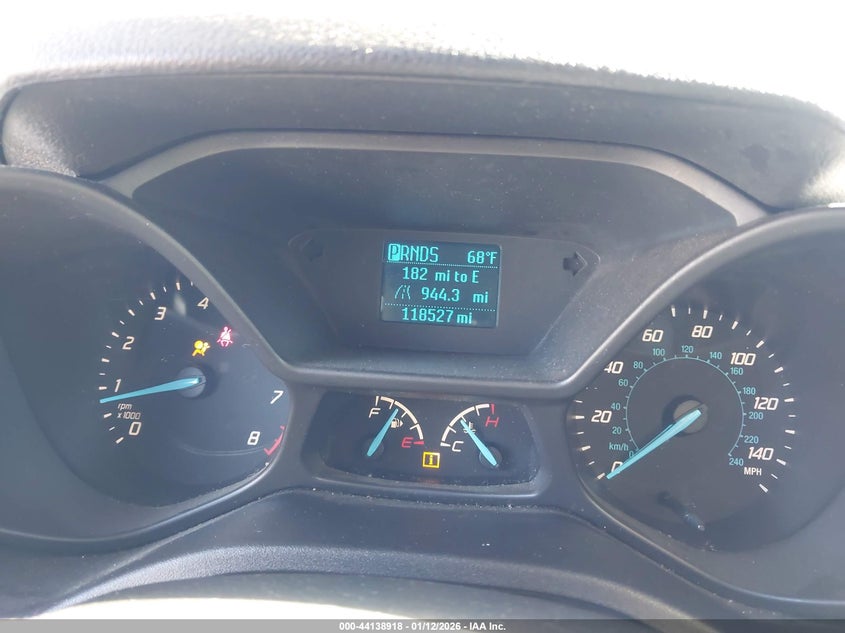 PRNDS 68°F
182 mi to E
944.3 mi
118527 mi
0 1 2 3 4 7 8
rpm
x1000
F E
C H
i
0 20 40 60 80 100 120 140
MPH
0 20 40 60 80 100 120 140 160 180 200 220 240
km/h
000-44138918 - 01/12/2026 - IAA Inc.